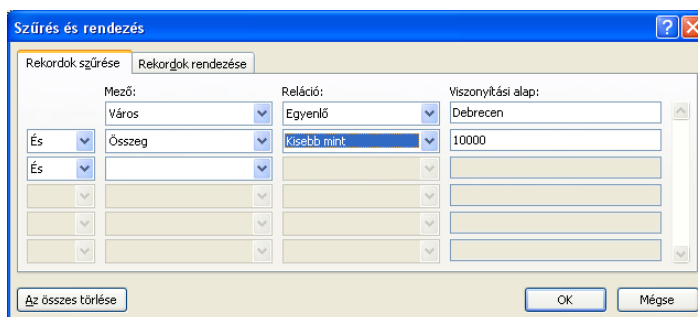 Szűrés és rendezés
Rekordok szűrése Rekordok rendezése
Mező: Reláció: Viszonyítási alap:
Város Egyenlő Debrecen
És Összeg Kisebb mint 10000
És
Az összes törlése OK Mégse